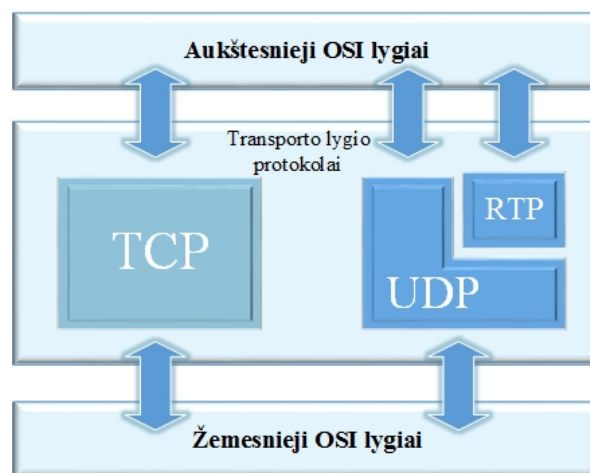 Aukštesnieji OSI lygiai
Transporto lygio
protokolai
TCP
RTP
UDP
Žemesnieji OSI lygiai